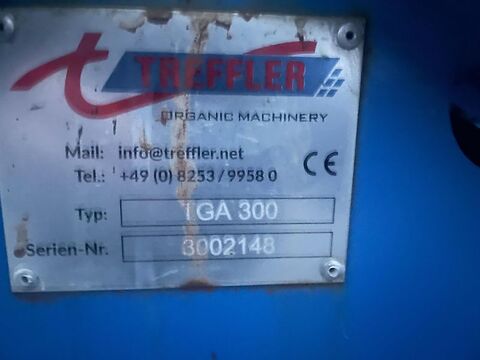 t TREFFLER
ORGANIC MACHINERY
Mail: info@treffler.net
Tel.: +49 (0) 8253 / 9958 0
CE
Typ: TGA 300
Serien-Nr. 3002148